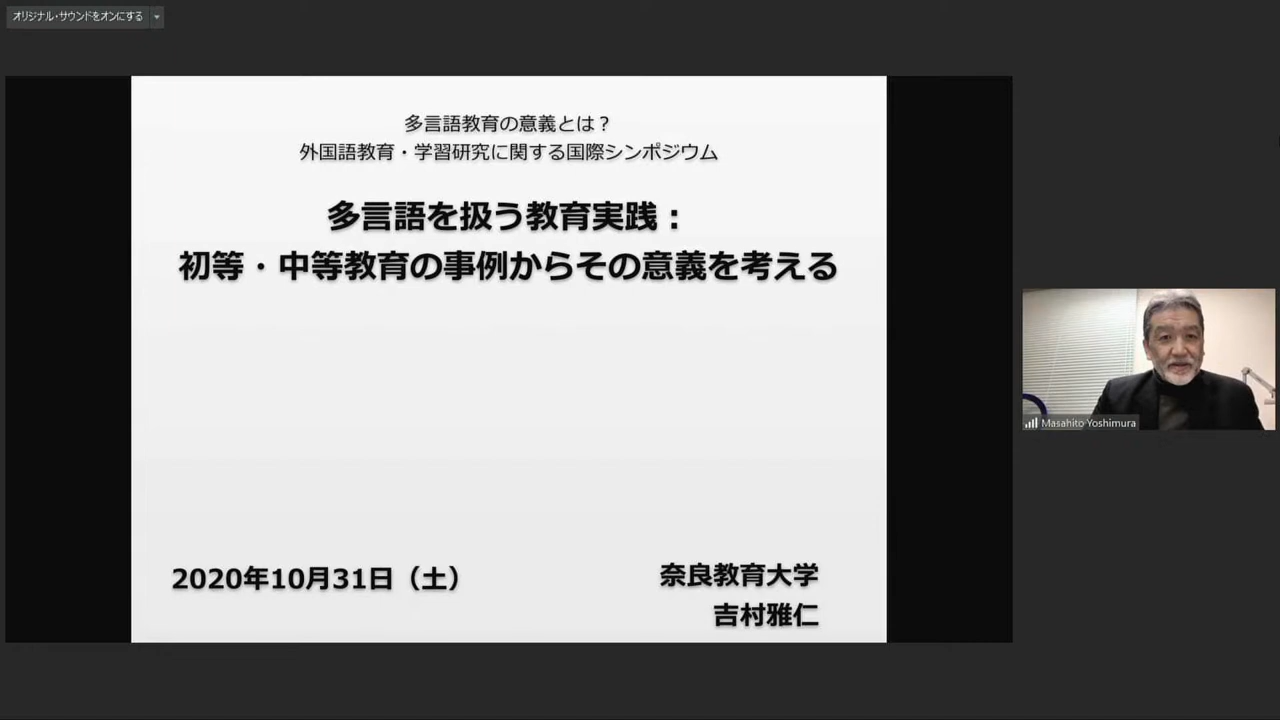 オリジナル・サウンドをオンにする
多言語教育の意義とは？
外国語教育・学習研究に関する国際シンポジウム
多言語を扱う教育実践：
初等・中等教育の事例からその意義を考える
2020年10月31日（土）
奈良教育大学
吉村雅仁
Masahito Yoshimura